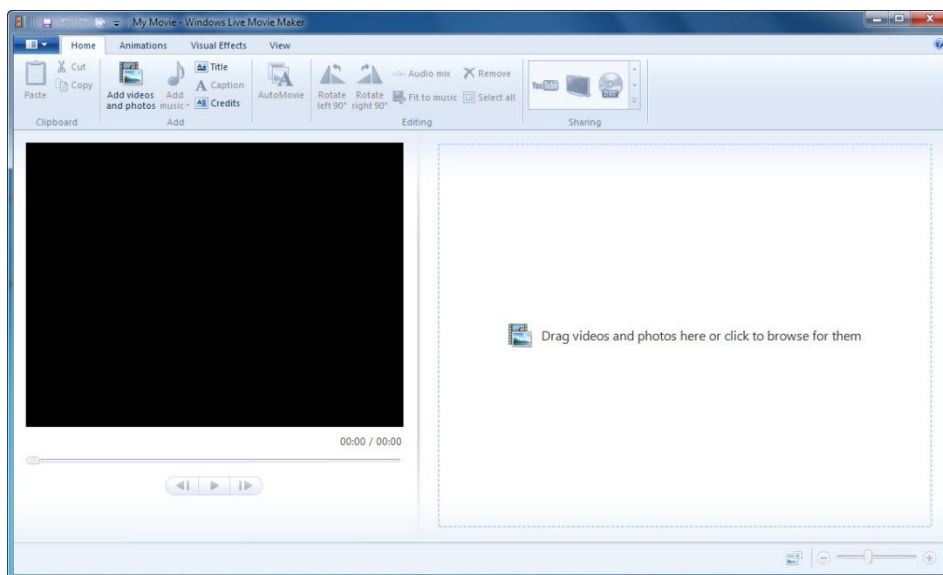 My Movie - Windows Live Movie Maker
Home Animations Visual Effects View
Paste
Cut
Copy
Clipboard
Add videos
and photos
Add
music
Title
Caption
Credits
Add
AutoMovie
Rotate
left 90°
Rotate
right 90°
Audio mix
Fit to music
Remove
Select all
Editing
YouTube
DVD
Sharing
Drag videos and photos here or click to browse for them
00:00 / 00:00